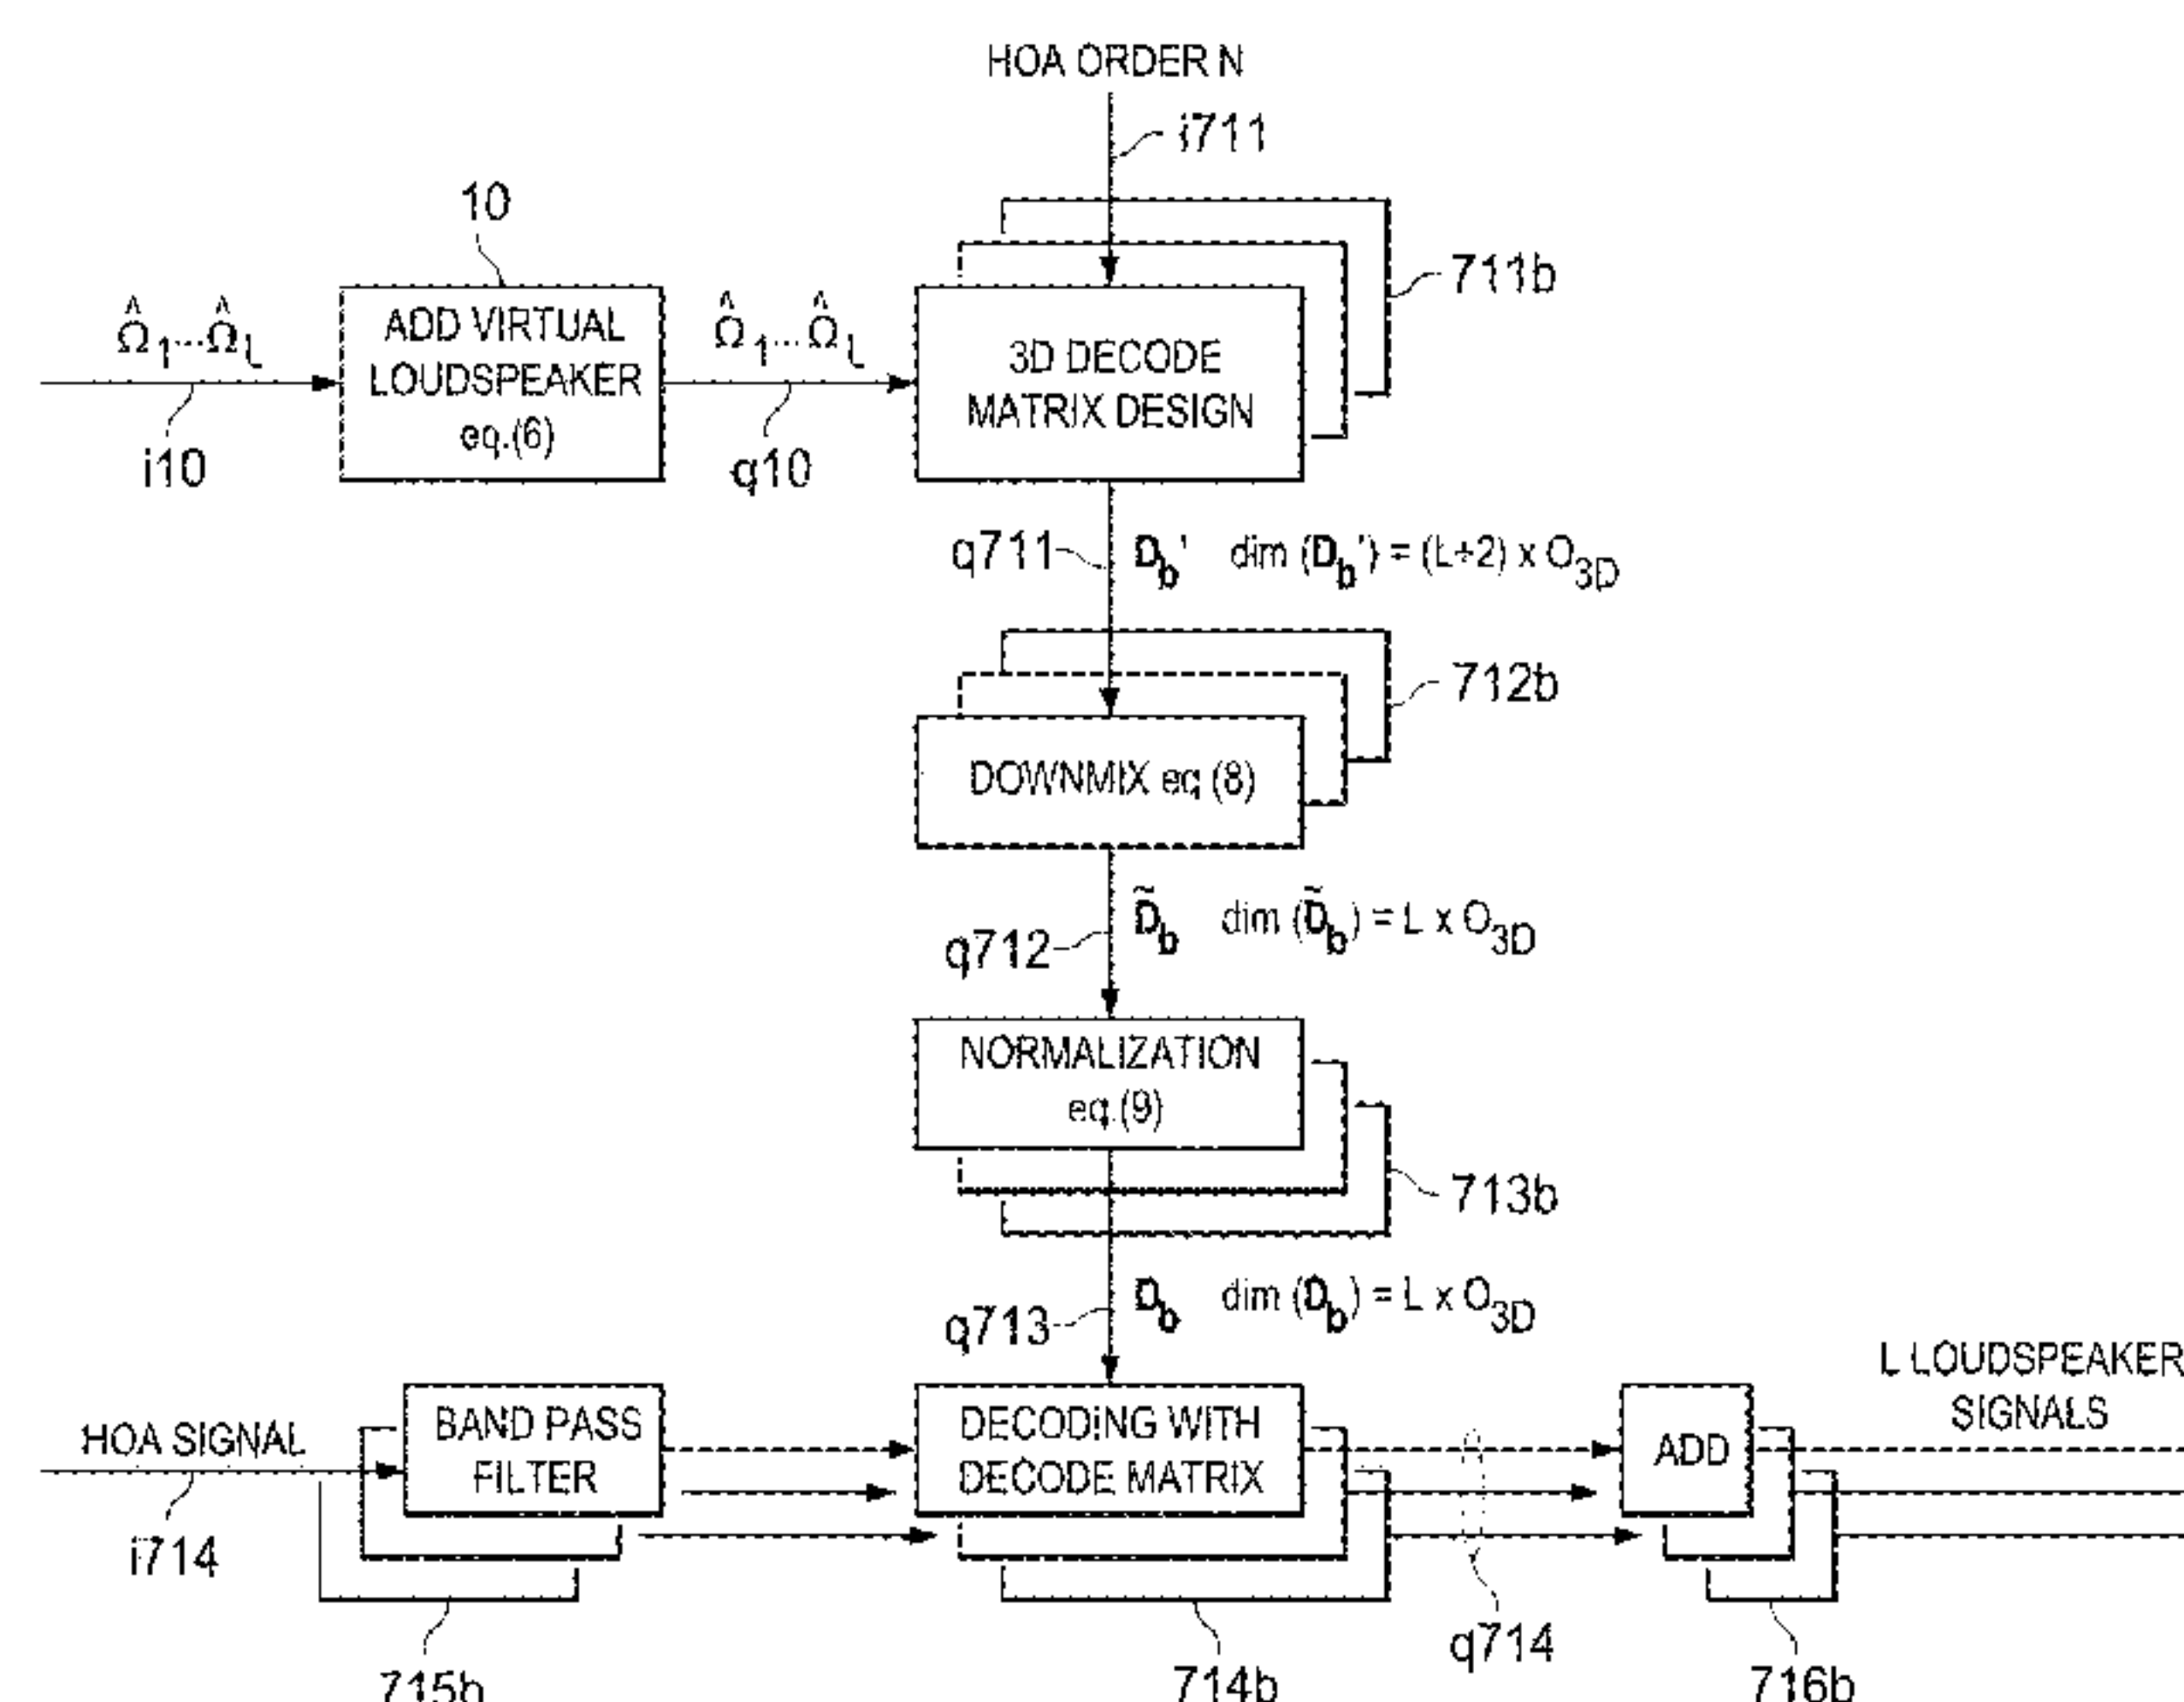 HOA ORDER N
i711
10
711b
Ω̂1...Ω̂L
ADD VIRTUAL
LOUDSPEAKER
eq.(6)
Ω̂1...Ω̂L
3D DECODE
MATRIX DESIGN
i10
q10
q711
Db' dim (Db') = (L+2) x O3D
712b
DOWNMIX eq (8)
q712
D̃b dim (D̃b) = L x O3D
NORMALIZATION
eq.(9)
713b
q713
Db dim (Db) = L x O3D
L LOUDSPEAKER
SIGNALS
HOA SIGNAL
BAND PASS
FILTER
DECODING WITH
DECODE MATRIX
ADD
i714
q714
715b
714b
716b